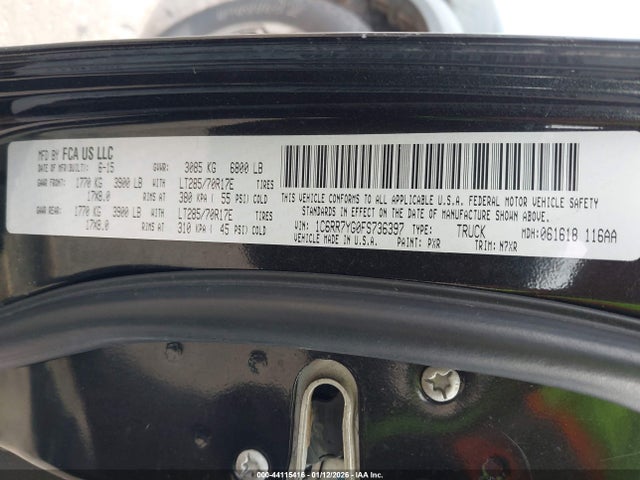 MFD BY FCA US LLC
DATE OF MFR(BUILT): 6-15 GVWR: 3085 KG 6800 LB
GAWR FRONT: 1770 KG 3900 LB WITH LT285/70R17E TIRES
17X8.0 RIMS AT 380 KPA ( 55 PSI) COLD
GAWR REAR: 1770 KG 3900 LB WITH LT285/70R17E TIRES
17X8.0 RIMS AT 310 KPA ( 45 PSI) COLD
THIS VEHICLE CONFORMS TO ALL APPLICABLE U.S.A. FEDERAL MOTOR VEHICLE SAFETY
STANDARDS IN EFFECT ON THE DATE OF MANUFACTURE SHOWN ABOVE.
VIN: 1C6RR7YG0FS736397 TYPE: TRUCK MDH: 061618 116AA
VEHICLE MADE IN U.S.A. PAINT: PXR TRIM: N7XR
000-44115416 - 01/12/2026 - IAA Corp.